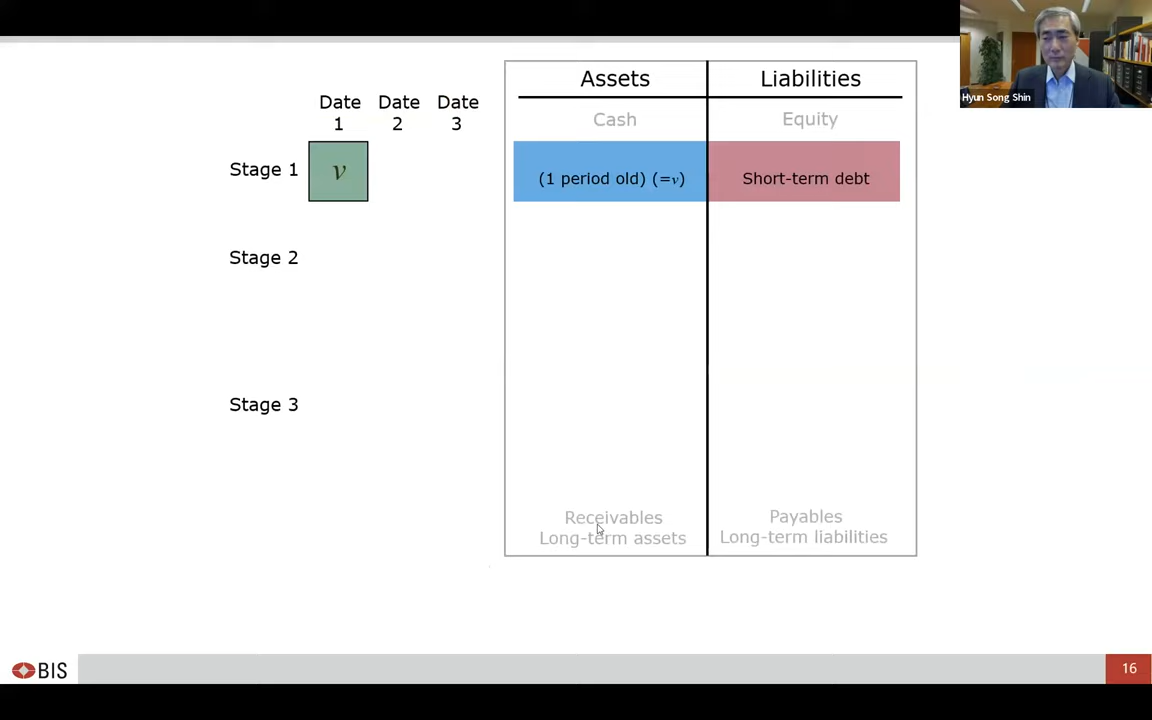 Hyun Song Shin
Date 1
Date 2
Date 3
Assets
Liabilities
Cash
Equity
Stage 1
v
(1 period old) (=v)
Short-term debt
Stage 2
Stage 3
Receivables
Payables
Long-term assets
Long-term liabilities
BIS
16